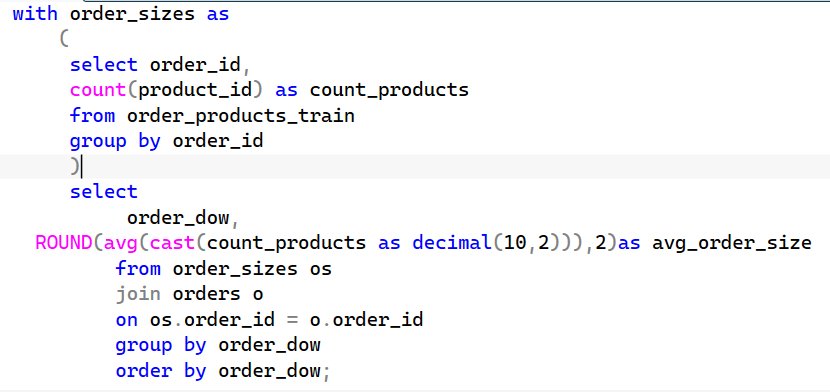 with order_sizes as
(
select order_id,
count(product_id) as count_products
from order_products_train
group by order_id
)
select
order_dow,
ROUND(avg(cast(count_products as decimal(10,2))),2)as avg_order_size
from order_sizes os
join orders o
on os.order_id = o.order_id
group by order_dow
order by order_dow;